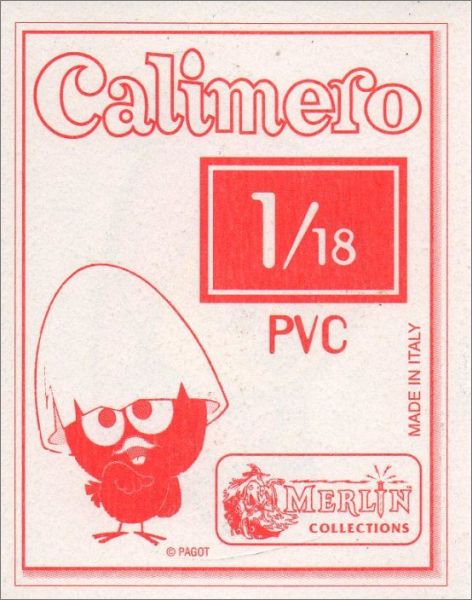 Calimero
1/18
PVC
MADE IN ITALY
MERLIN
COLLECTIONS
© PAGOT